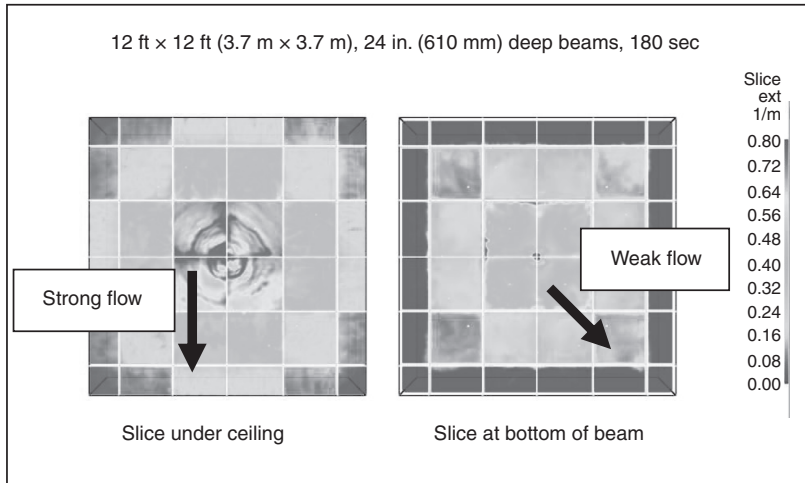 12 ft × 12 ft (3.7 m × 3.7 m), 24 in. (610 mm) deep beams, 180 sec
Slice
ext
1/m
0.80
0.72
0.64
0.56
0.48
0.40
0.32
0.24
0.16
0.08
0.00
Strong flow
Weak flow
Slice under ceiling
Slice at bottom of beam